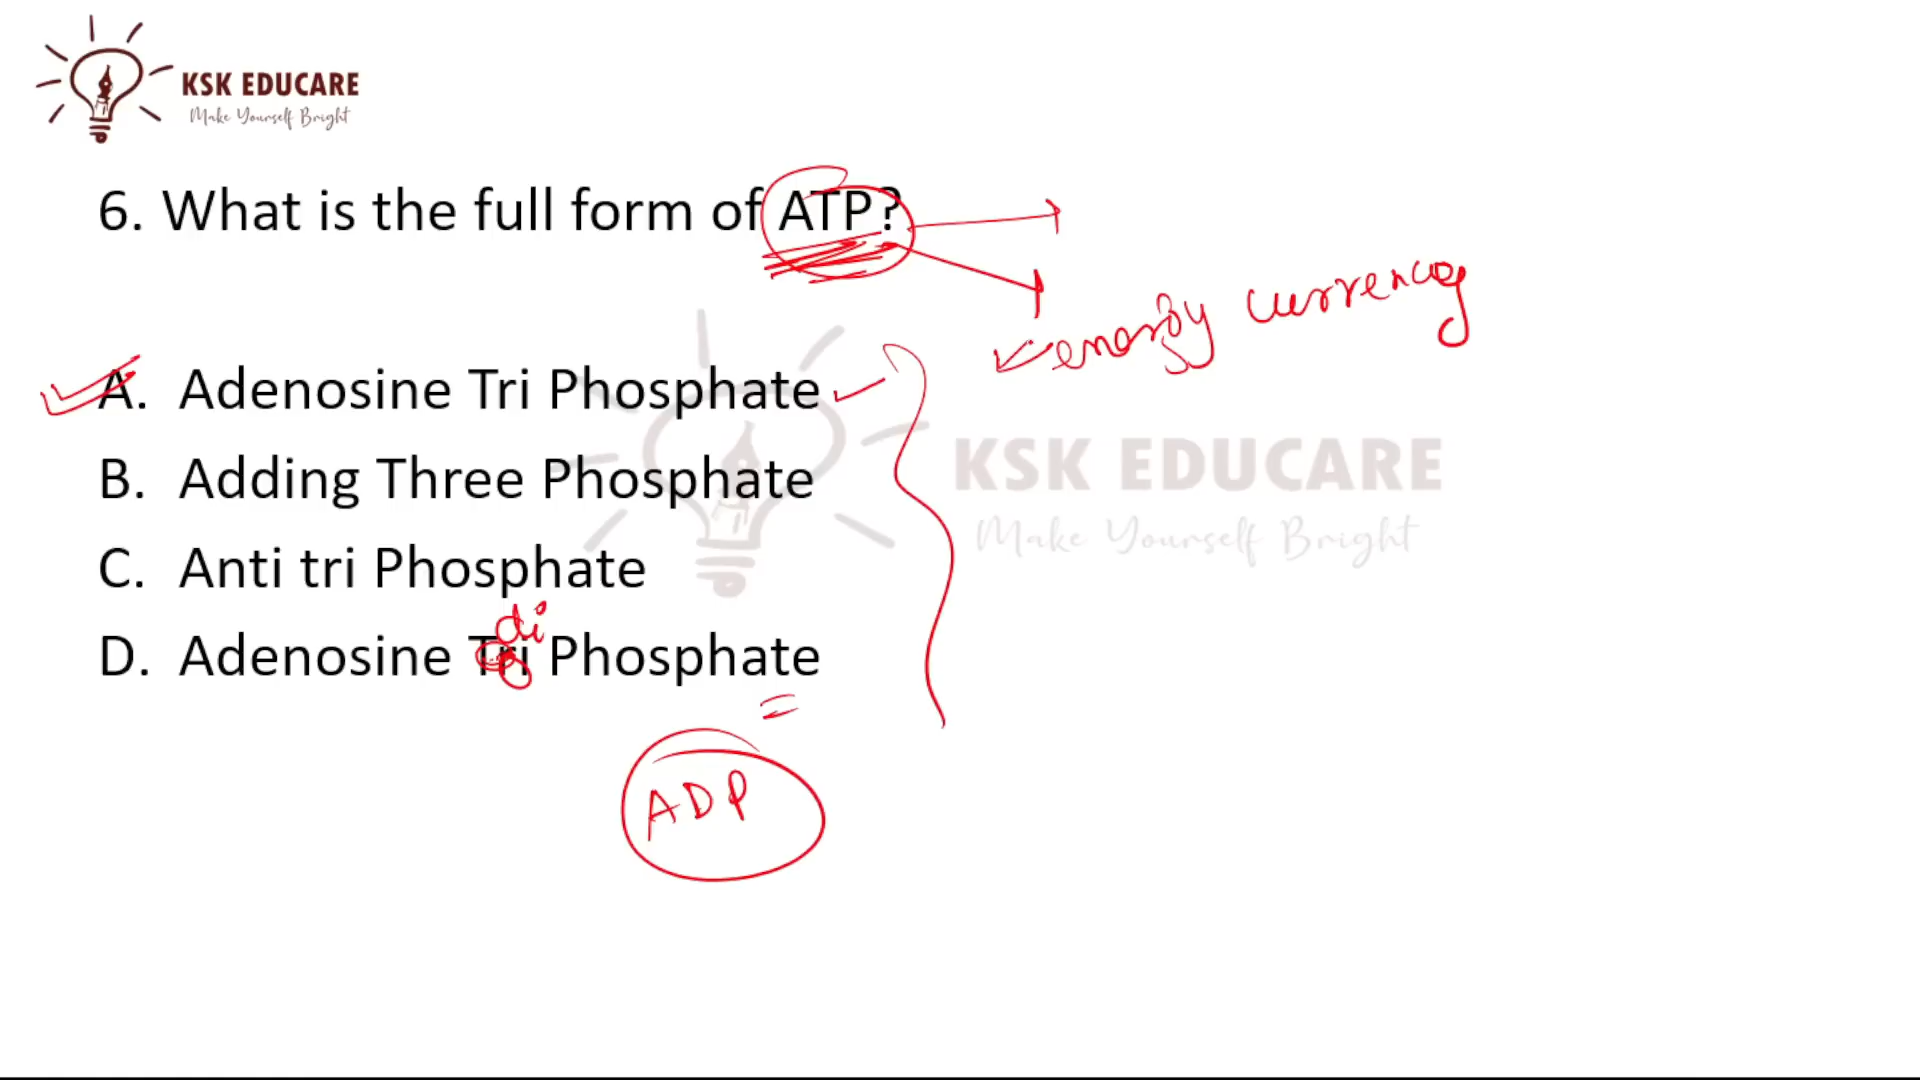 KSK EDUCARE
Make Yourself Bright
6. What is the full form of ATP?
energy currency
A. Adenosine Tri Phosphate
B. Adding Three Phosphate
KSK EDUCARE
Make Yourself Bright
C. Anti tri Phosphate
di
D. Adenosine Tri Phosphate
ADP